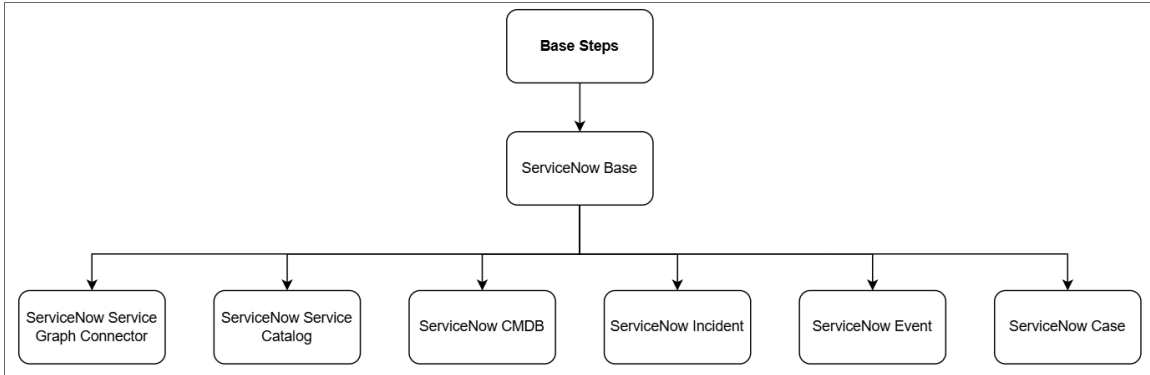 Base Steps
ServiceNow Base
ServiceNow Service
Graph Connector
ServiceNow Service
Catalog
ServiceNow CMDB
ServiceNow Incident
ServiceNow Event
ServiceNow Case